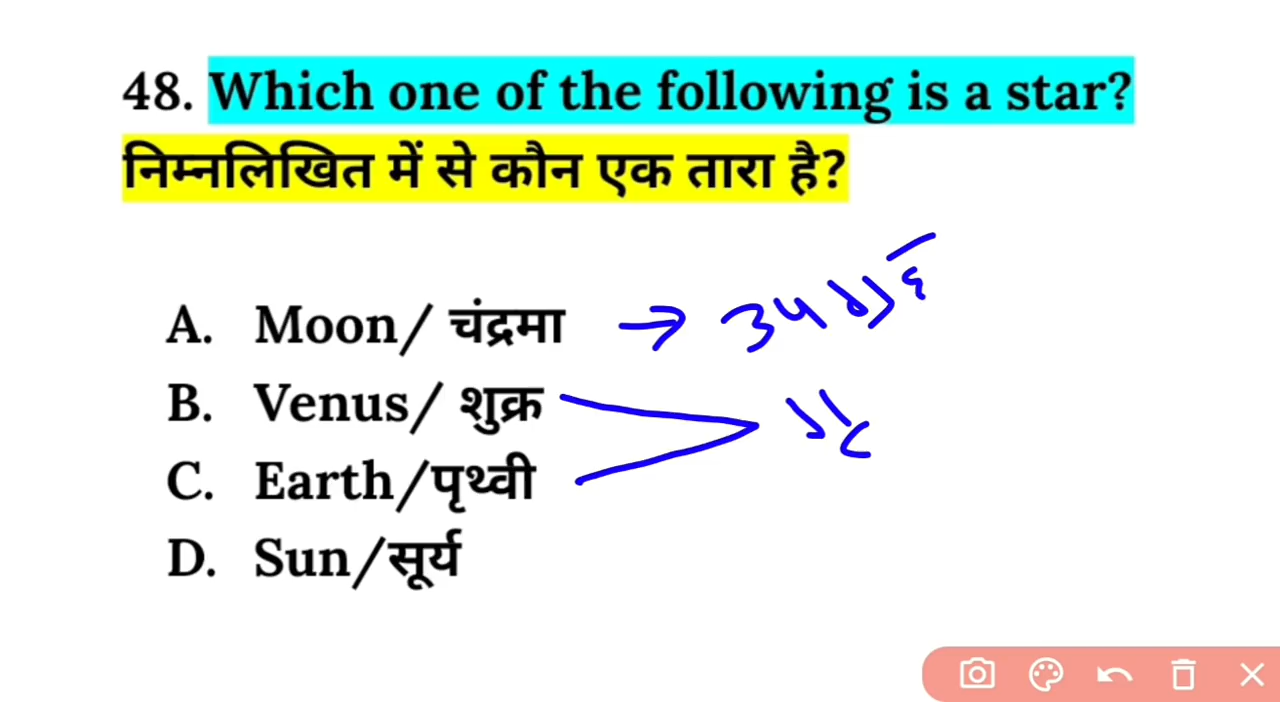 48. Which one of the following is a star?
निम्नलिखित में से कौन एक तारा है?
A. Moon/ चंद्रमा
B. Venus/ शुक्र
C. Earth/पृथ्वी
D. Sun/सूर्य